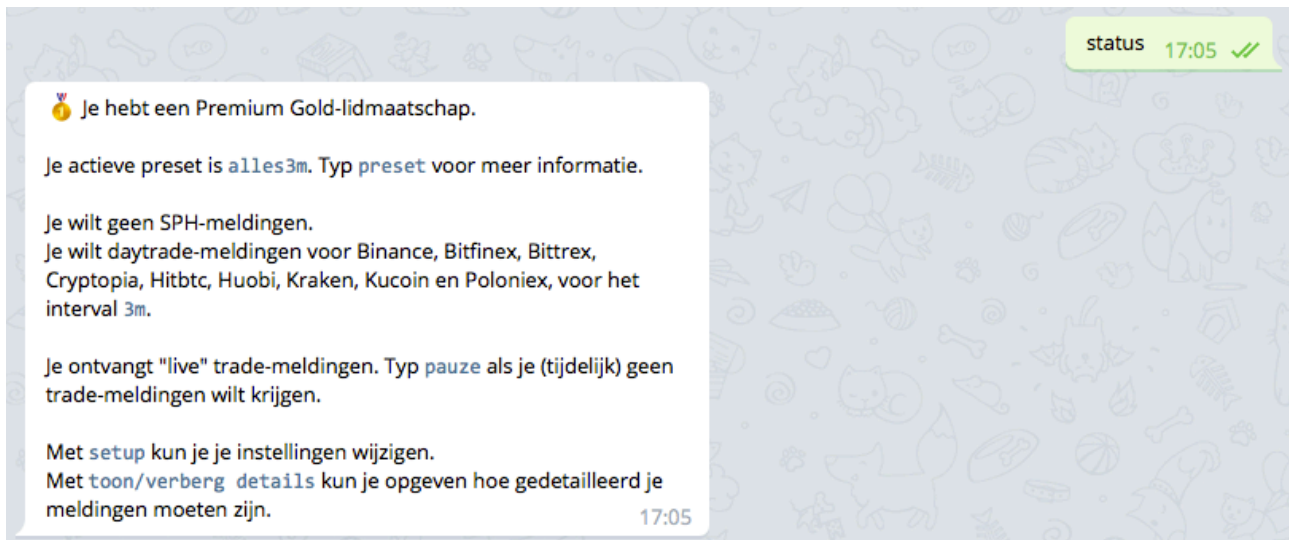 status 17:05
Je hebt een Premium Gold-lidmaatschap.
Je actieve preset is alles3m. Typ preset voor meer informatie.
Je wilt geen SPH-meldingen.
Je wilt daytrade-meldingen voor Binance, Bitfinex, Bittrex,
Cryptopia, Hitbtc, Huobi, Kraken, Kucoin en Poloniex, voor het
interval 3m.
Je ontvangt "live" trade-meldingen. Typ pauze als je (tijdelijk) geen
trade-meldingen wilt krijgen.
Met setup kun je je instellingen wijzigen.
Met toon/verberg details kun je opgeven hoe gedetailleerd je
meldingen moeten zijn.
17:05